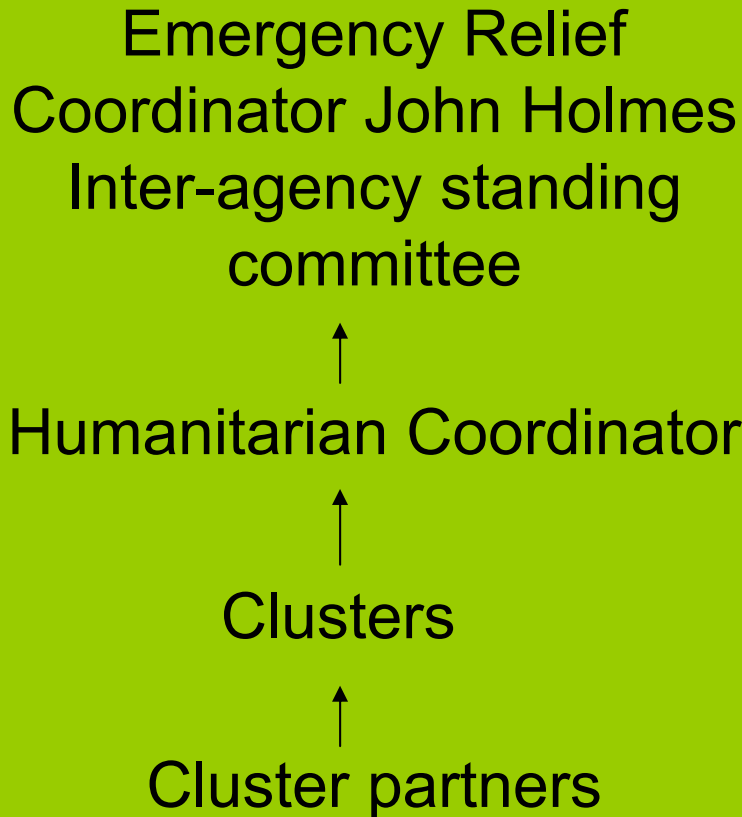 Emergency Relief
Coordinator John Holmes
Inter-agency standing
committee
Humanitarian Coordinator
Clusters
Cluster partners